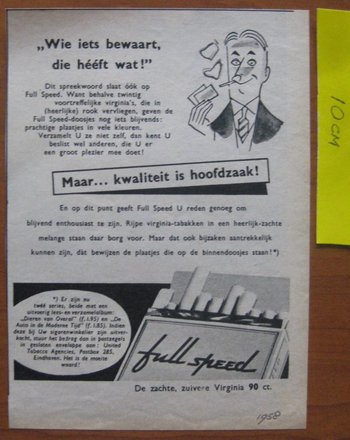 „Wie iets bewaart,
die hééft wat!”
Dit spreekwoord slaat óók op
Full Speed. Want behalve twintig
voortreffelijke virginia's, die in
(heerlijke) rook vervliegen, geven de
Full Speed-doosjes nog iets blijvends:
prachtige plaatjes in vele kleuren.
Verzamelt U ze niet zelf, dan kent U
beslist wel anderen, die U er
een groot plezier mee doet!
10CM
Maar... kwaliteit is hoofdzaak!
En op dit punt geeft Full Speed U reden genoeg om
blijvend enthousiast te zijn. Rijpe virginia-tabakken in een heerlijk-zachte
melange staan daar borg voor. Maar dat ook bijzaken aantrekkelijk
kunnen zijn, dát bewijzen de plaatjes die op de binnendoosjes staan!*)
*) Er zijn nu
twéé series, beide met een
uitvoerig lees-en-verzamelalbum:
„Dieren van Overal” (f.1.95) en „De
Auto in de Moderne Tijd” (f.1.85). Indien
deze bij Uw sigarenwinkelier zijn uitver-
kocht, stuur het bedrag dan in postzegels
in gesloten enveloppe aan: United
Tobacco Agencies, Postbox 285,
Eindhoven. Het is de moeite
waard!
full speed
De zachte, zuivere Virginia 90 ct.
1958